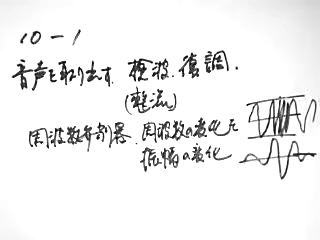 10-1
音声を取り出す. 検波. 復調.
(整流)
周波数弁別器. 周波数の変化を
振幅の変化